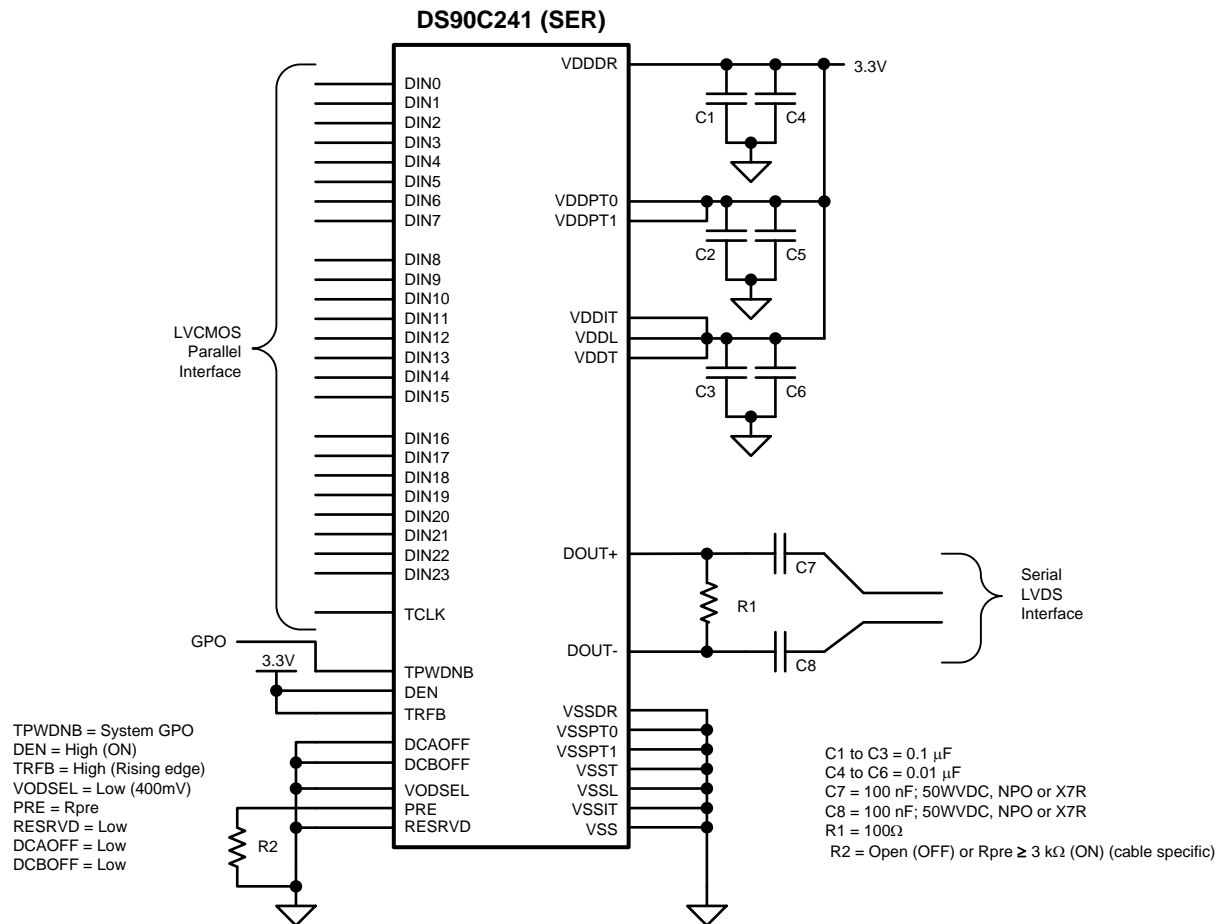 DS90C241 (SER)
VDDDR
3.3V
DIN0
DIN1
DIN2
DIN3
DIN4
DIN5
DIN6
DIN7
C1
C4
VDDPT0
VDDPT1
C2
C5
DIN8
DIN9
DIN10
DIN11
DIN12
DIN13
DIN14
DIN15
LVCMOS
Parallel
Interface
VDDIT
VDDL
VDDT
C3
C6
DIN16
DIN17
DIN18
DIN19
DIN20
DIN21
DIN22
DIN23
TCLK
DOUT+
C7
R1
DOUT-
C8
Serial
LVDS
Interface
GPO
3.3V
TPWDNB
DEN
TRFB
DCAOFF
DCBOFF
VODSEL
PRE
RESRVD
R2
VSSDR
VSSPT0
VSSPT1
VSST
VSSL
VSSIT
VSS
TPWDNB = System GPO
DEN = High (ON)
TRFB = High (Rising edge)
VODSEL = Low (400mV)
PRE = Rpre
RESRVD = Low
DCAOFF = Low
DCBOFF = Low
C1 to C3 = 0.1 μF
C4 to C6 = 0.01 μF
C7 = 100 nF; 50WVDC, NPO or X7R
C8 = 100 nF; 50WVDC, NPO or X7R
R1 = 100Ω
R2 = Open (OFF) or Rpre ≥ 3 kΩ (ON) (cable specific)